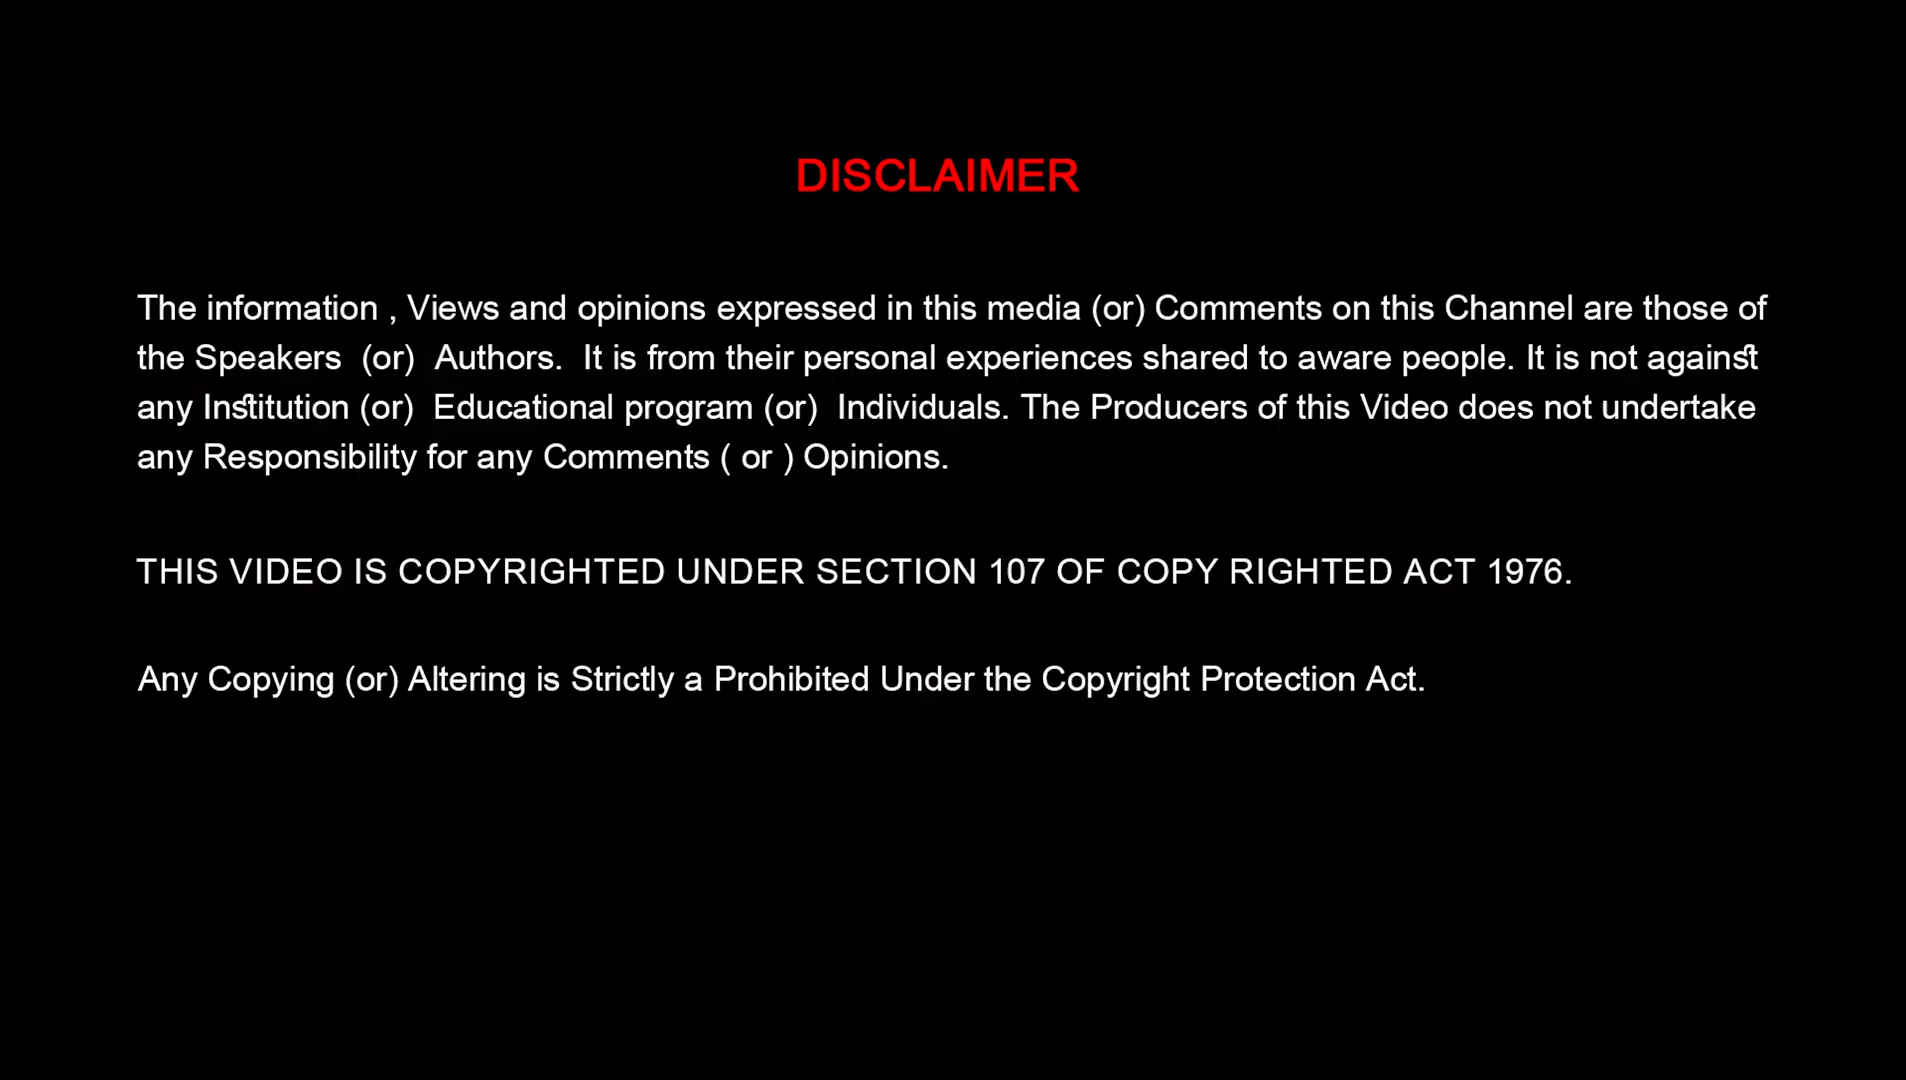 DISCLAIMER
The information , Views and opinions expressed in this media (or) Comments on this Channel are those of
the Speakers  (or)  Authors.  It is from their personal experiences shared to aware people. It is not against
any Institution (or)  Educational program (or)  Individuals. The Producers of this Video does not undertake
any Responsibility for any Comments ( or ) Opinions.
THIS VIDEO IS COPYRIGHTED UNDER SECTION 107 OF COPY RIGHTED ACT 1976.
Any Copying (or) Altering is Strictly a Prohibited Under the Copyright Protection Act.